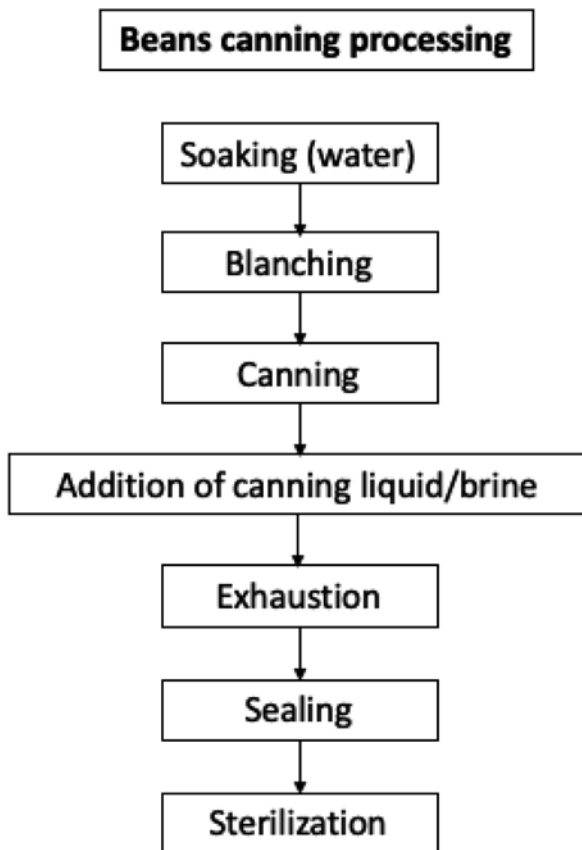 Beans canning processing
Soaking (water)
Blanching
Canning
Addition of canning liquid/brine
Exhaustion
Sealing
Sterilization